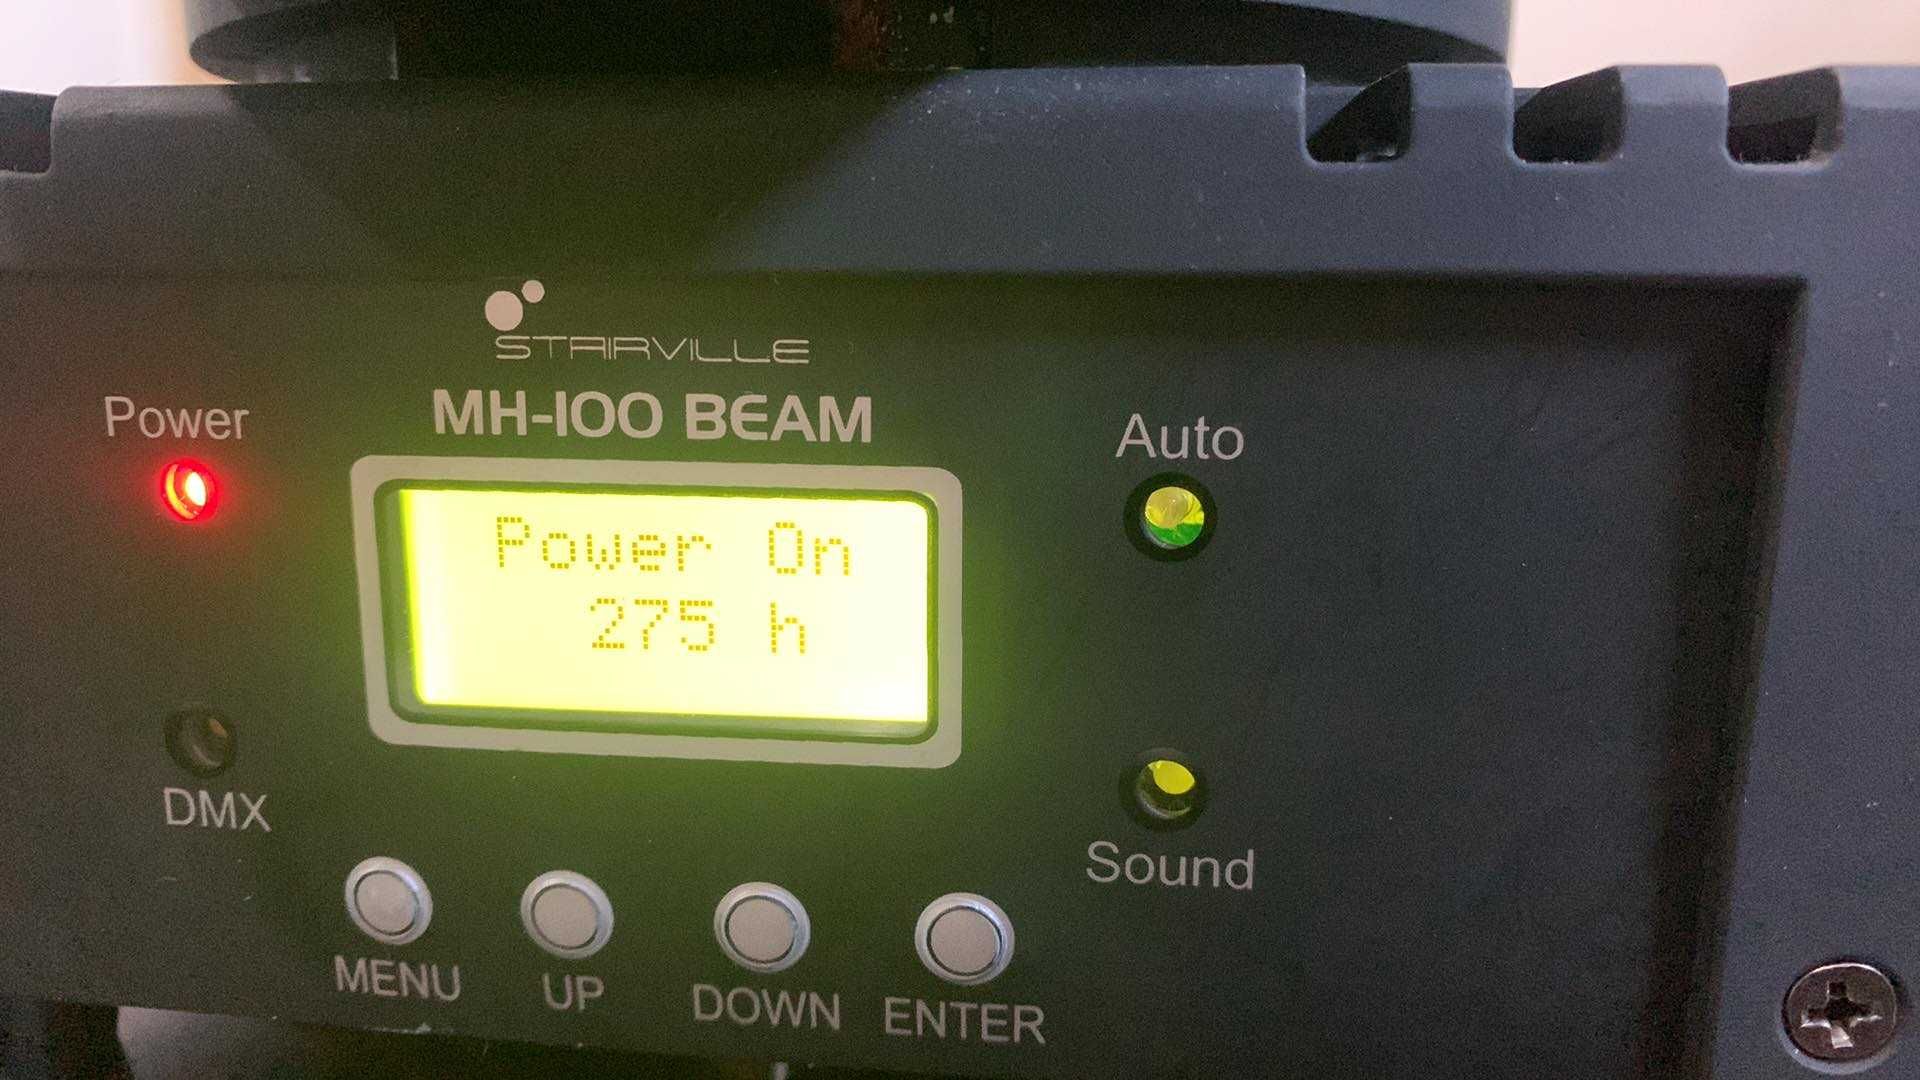 STAIRVILLE
MH-100 BEAM
Power
Auto
Power On
275 h
DMX
Sound
MENU
UP
DOWN
ENTER